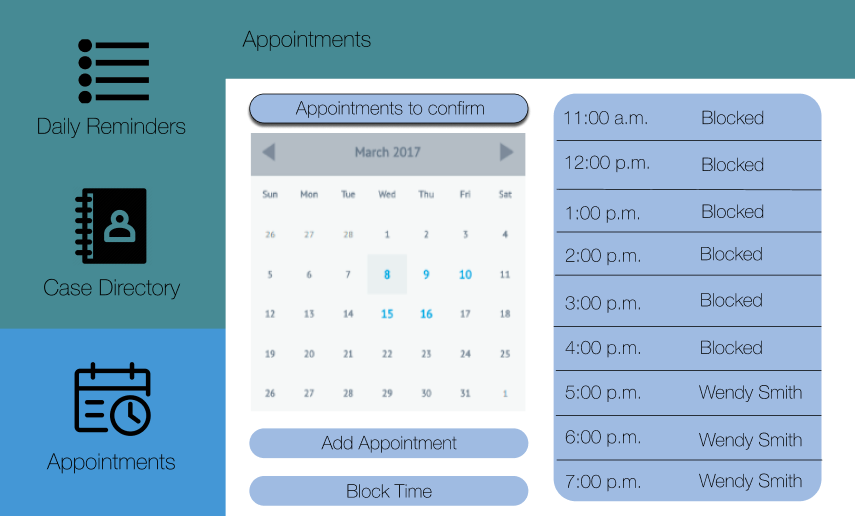 Appointments
Daily Reminders
Case Directory
Appointments
Appointments to confirm
March 2017
Sun Mon Tue Wed Thu Fri Sat
26 27 28 1 2 3 4
5 6 7 8 9 10 11
12 13 14 15 16 17 18
19 20 21 22 23 24 25
26 27 28 29 30 31 1
Add Appointment
Block Time
11:00 a.m. Blocked
12:00 p.m. Blocked
1:00 p.m. Blocked
2:00 p.m. Blocked
3:00 p.m. Blocked
4:00 p.m. Blocked
5:00 p.m. Wendy Smith
6:00 p.m. Wendy Smith
7:00 p.m. Wendy Smith